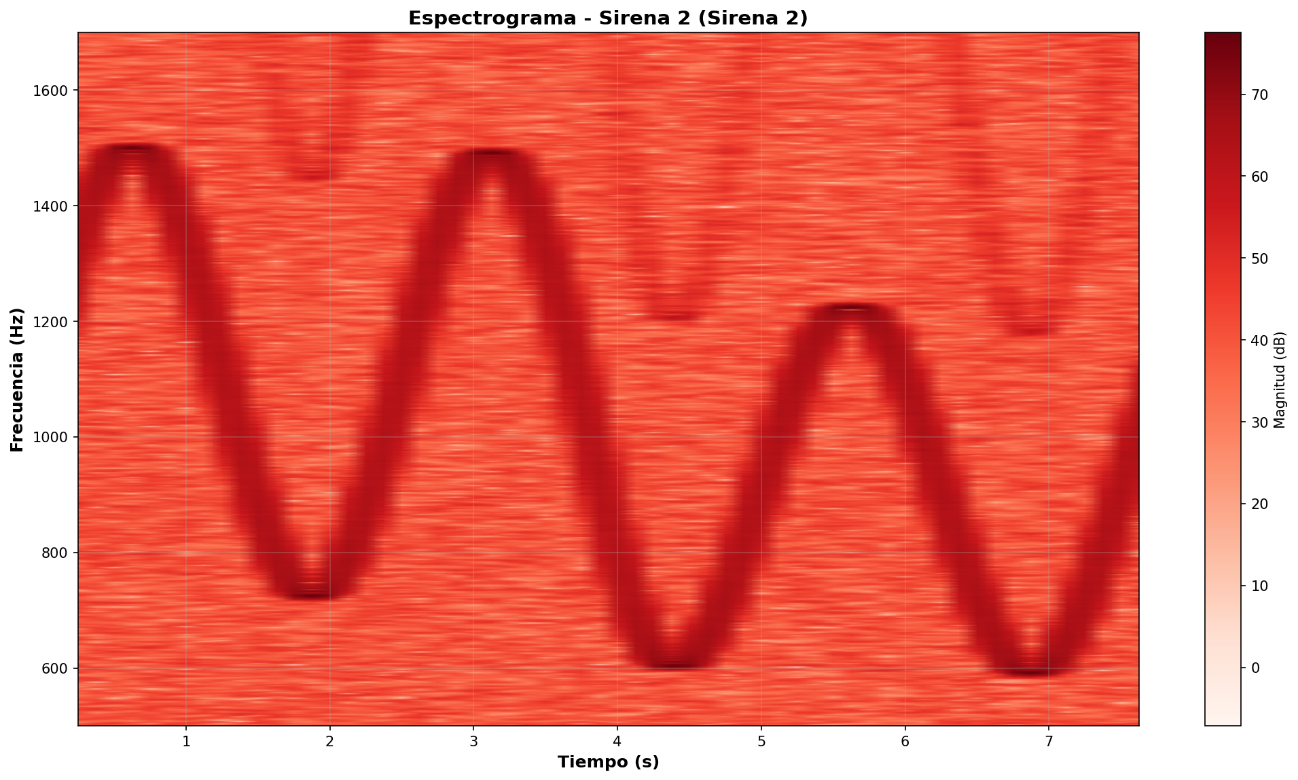 Espectrograma - Sirena 2 (Sirena 2)
Frecuencia (Hz)
1600
1400
1200
1000
800
600
1 2 3 4 5 6 7
Tiempo (s)
70
60
50
40
30
20
10
0
Magnitud (dB)